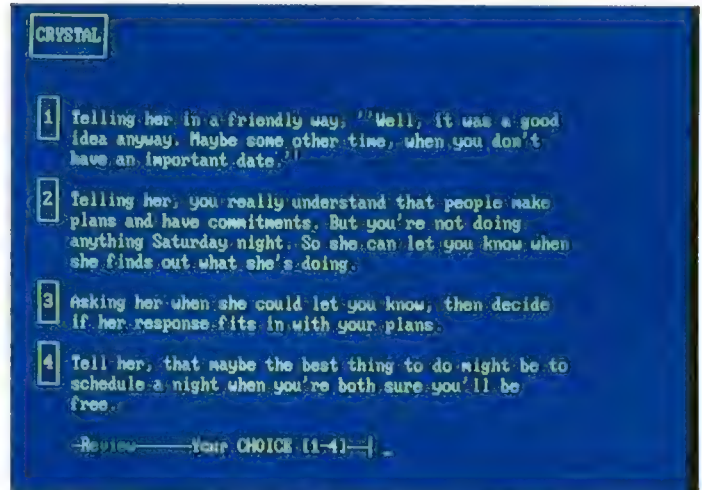 CRYSTAL
1 Telling her in a friendly way, "Well, it was a good
idea anyway. Maybe some other time, when you don't
have an important date."
2 Telling her, you really understand that people make
plans and have commitments. But you're not doing
anything Saturday night. So she can let you know when
she finds out what she's doing.
3 Asking her when she could let you know, then decide
if her response fits in with your plans.
4 Tell her, that maybe the best thing to do might be to
schedule a night when you're both sure you'll be
free.
Review Your CHOICE [1-4]